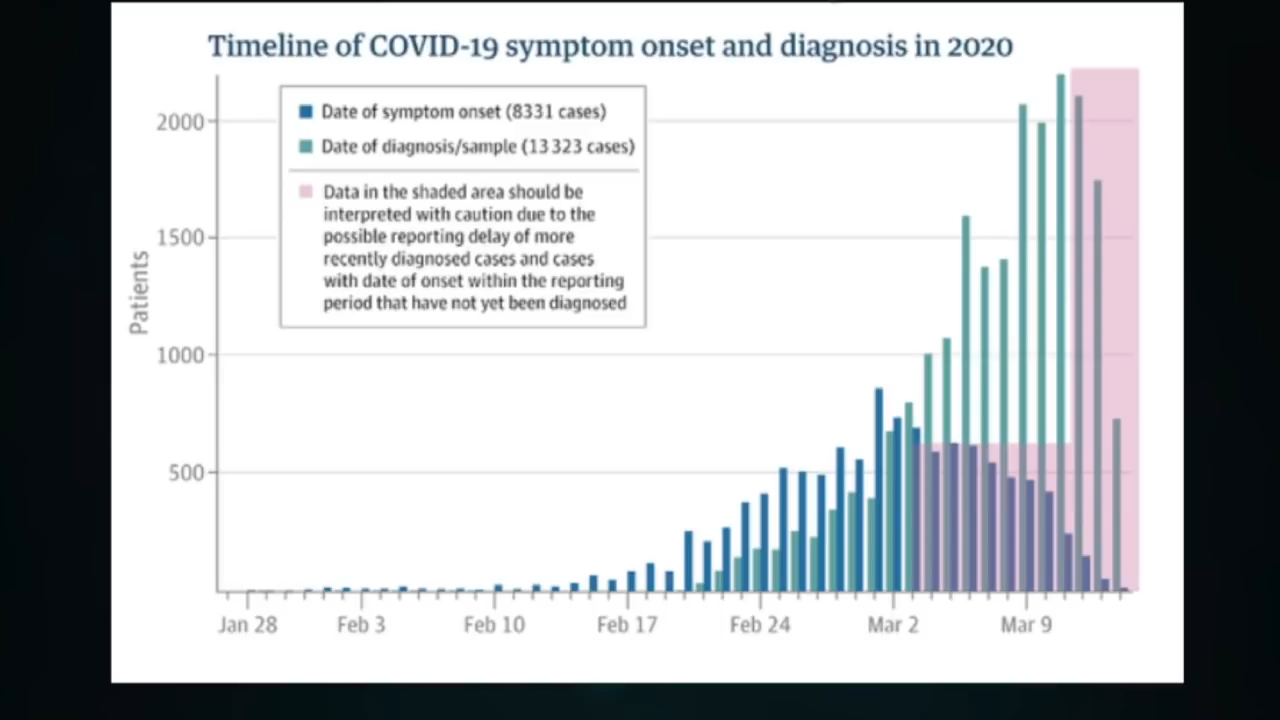 Timeline of COVID-19 symptom onset and diagnosis in 2020
Date of symptom onset (8331 cases)
Date of diagnosis/sample (13 323 cases)
Data in the shaded area should be
interpreted with caution due to the
possible reporting delay of more
recently diagnosed cases and cases
with date of onset within the reporting
period that have not yet been diagnosed
Patients
2000
1500
1000
500
Jan 28 Feb 3 Feb 10 Feb 17 Feb 24 Mar 2 Mar 9